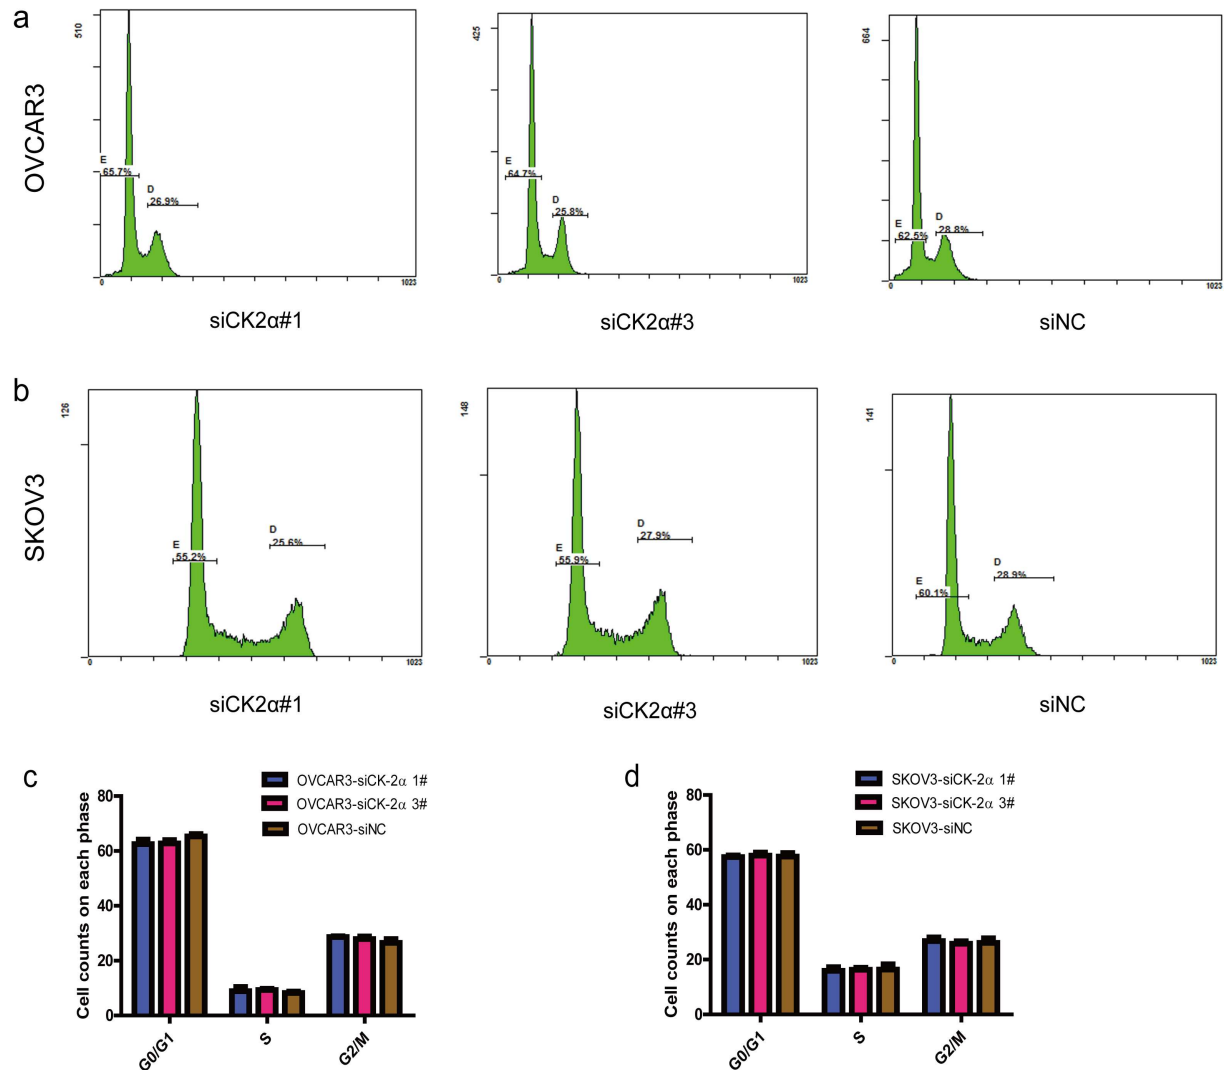 a
OVCAR3
510
E
65.7%
D
26.9%
0
1023
siCK2α#1
425
E
64.7%
D
25.8%
0
1023
siCK2α#3
664
E
62.5%
D
28.8%
0
1023
siNC
b
SKOV3
126
E
55.2%
D
25.6%
0
1023
siCK2α#1
148
E
55.9%
D
27.9%
0
1023
siCK2α#3
141
E
60.1%
D
28.9%
0
1023
siNC
c
OVCAR3-siCK-2α 1#
OVCAR3-siCK-2α 3#
OVCAR3-siNC
Cell counts on each phase
80
60
40
20
0
G0/G1
S
G2/M
d
SKOV3-siCK-2α 1#
SKOV3-siCK-2α 3#
SKOV3-siNC
Cell counts on each phase
80
60
40
20
0
G0/G1
S
G2/M